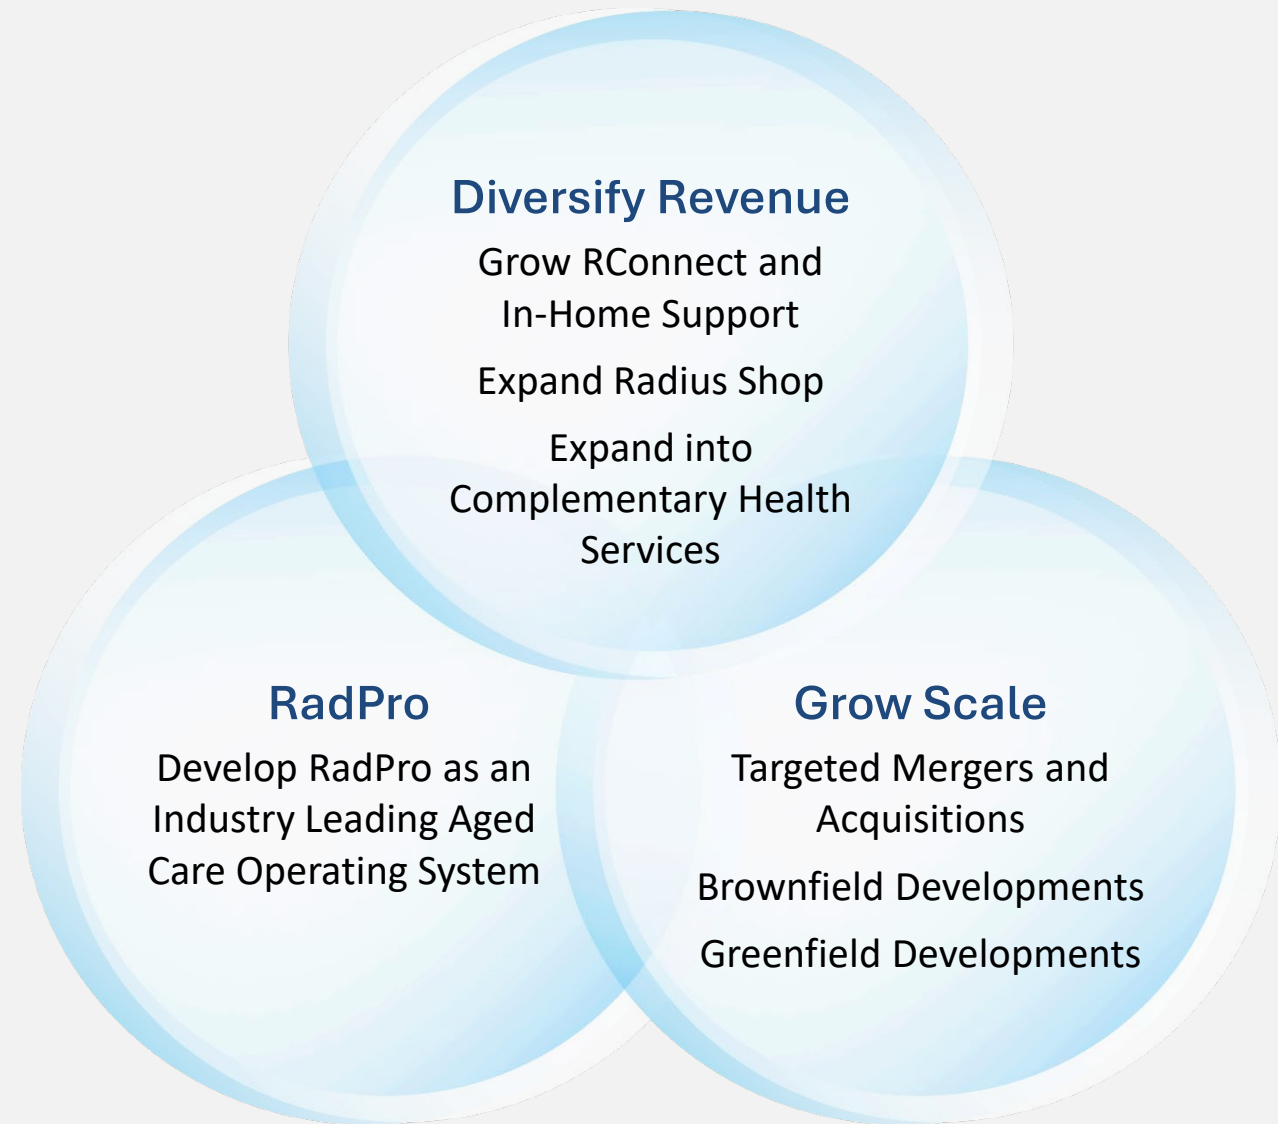 Diversify Revenue
Grow RConnect and
In-Home Support
Expand Radius Shop
Expand into
Complementary Health
Services
RadPro
Develop RadPro as an
Industry Leading Aged
Care Operating System
Grow Scale
Targeted Mergers and
Acquisitions
Brownfield Developments
Greenfield Developments